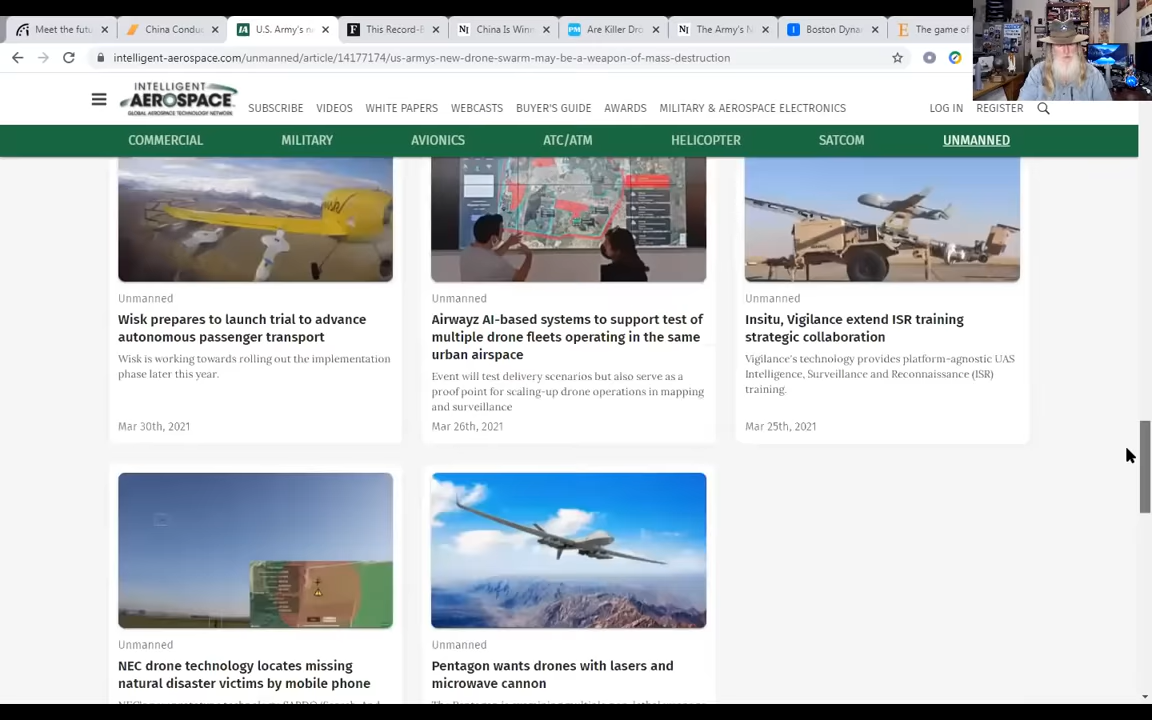 Meet the futu
China Conduc
U.S. Army's n
This Record-B
China Is Winn
Are Killer Dro
The Army's N
Boston Dyna
The game of
intelligent-aerospace.com/unmanned/article/14177174/us-armys-new-drone-swarm-may-be-a-weapon-of-mass-destruction
INTELLIGENT
AEROSPACE
GLOBAL AEROSPACE TECHNOLOGY NETWORK
SUBSCRIBE VIDEOS WHITE PAPERS WEBCASTS BUYER'S GUIDE AWARDS MILITARY & AEROSPACE ELECTRONICS LOG IN REGISTER
COMMERCIAL MILITARY AVIONICS ATC/ATM HELICOPTER SATCOM UNMANNED
Unmanned
Wisk prepares to launch trial to advance
autonomous passenger transport
Wisk is working towards rolling out the implementation
phase later this year.
Mar 30th, 2021
Unmanned
Airwayz AI-based systems to support test of
multiple drone fleets operating in the same
urban airspace
Event will test delivery scenarios but also serve as a
proof point for scaling-up drone operations in mapping
and surveillance
Mar 26th, 2021
Unmanned
Insitu, Vigilance extend ISR training
strategic collaboration
Vigilance's technology provides platform-agnostic UAS
Intelligence, Surveillance and Reconnaissance (ISR)
training.
Mar 25th, 2021
Unmanned
NEC drone technology locates missing
natural disaster victims by mobile phone
Unmanned
Pentagon wants drones with lasers and
microwave cannon